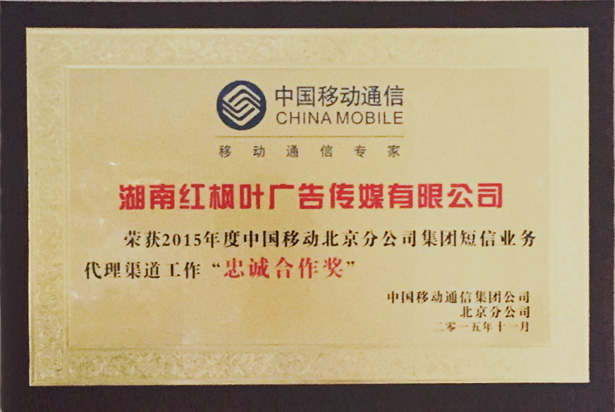 中国移动通信
CHINA MOBILE
移动通信专家
湖南红枫叶广告传媒有限公司
荣获2015年度中国移动北京分公司集团短信业务
代理渠道工作“忠诚合作奖”
中国移动通信集团公司
北京分公司
二零一五年十一月